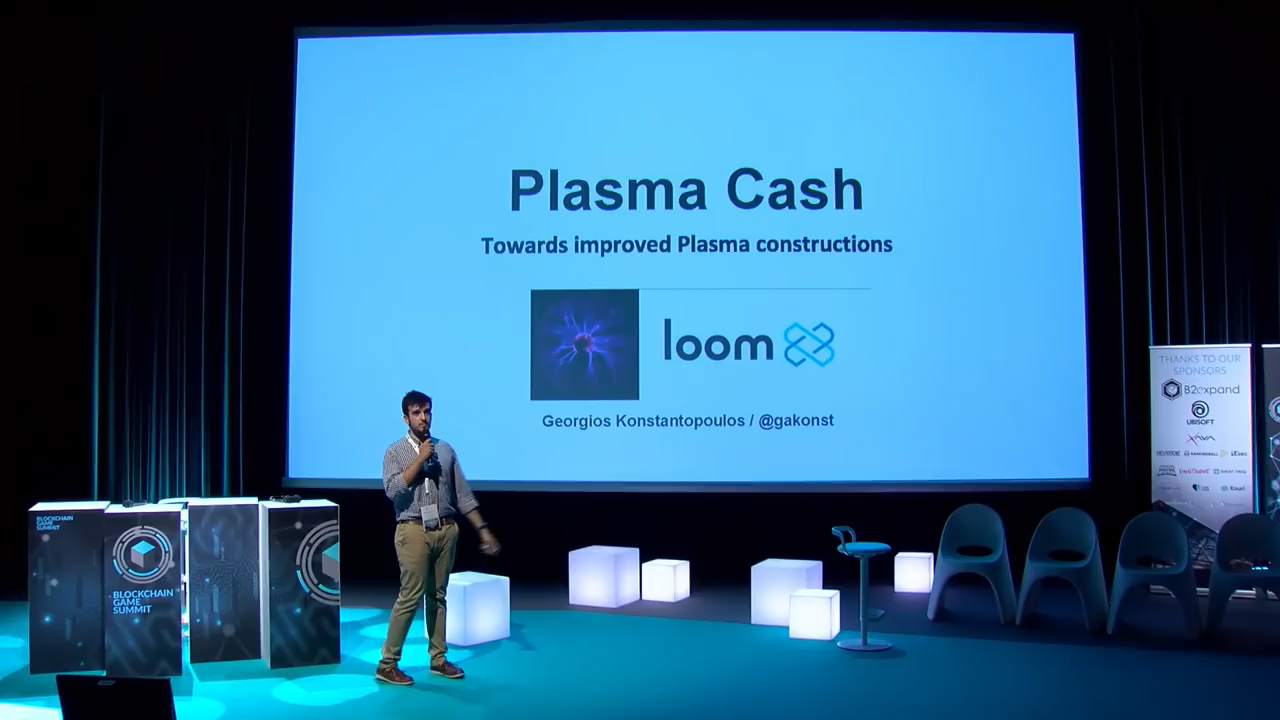 Plasma Cash
Towards improved Plasma constructions
loom
Georgios Konstantopoulos / @gakonst
THANKS TO OUR
SPONSORS
B2expand
UBISOFT
BLOCKCHAIN
GAME
SUMMIT
BLOCKCHAIN
GAME
SUMMIT